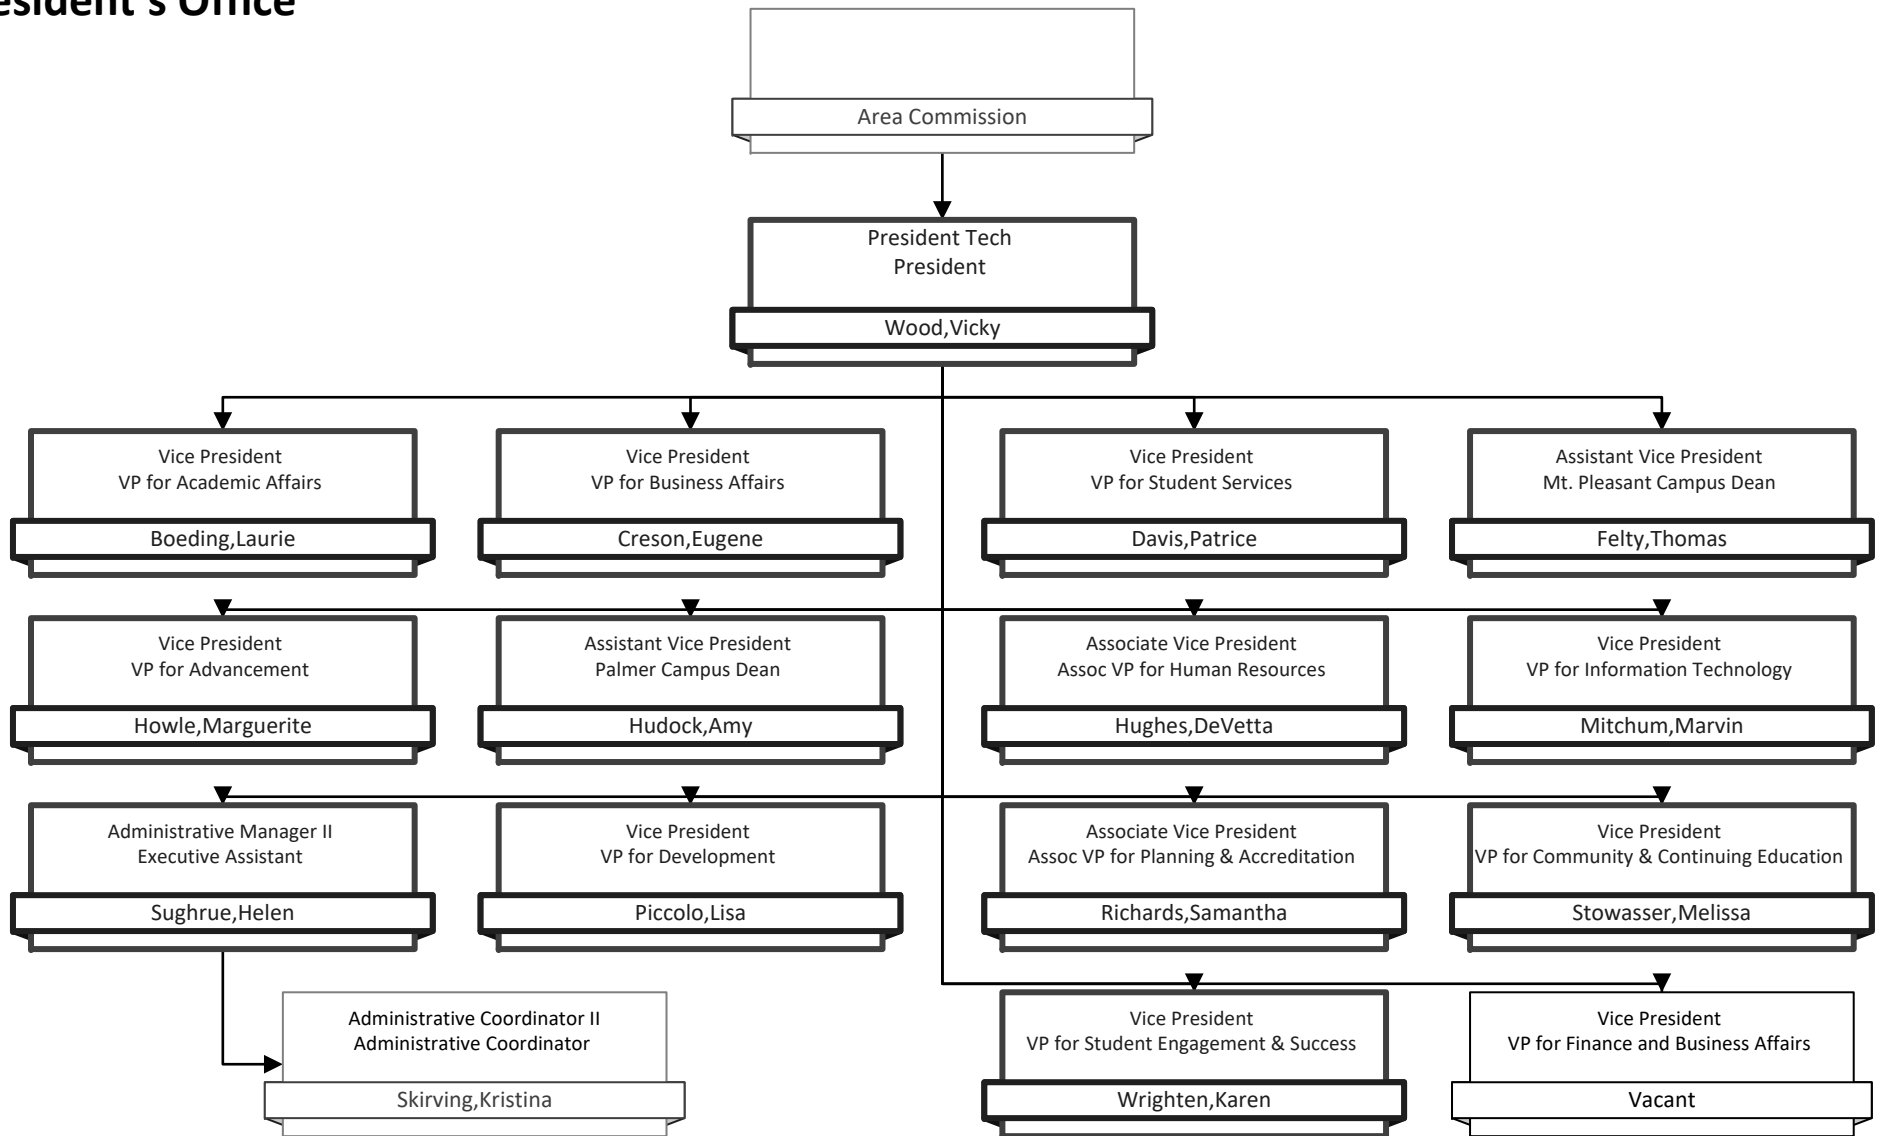 esident's Office
Area Commission
President Tech
President
Wood,Vicky
Vice President
VP for Academic Affairs
Boeding,Laurie
Vice President
VP for Business Affairs
Creson,Eugene
Vice President
VP for Student Services
Davis,Patrice
Assistant Vice President
Mt. Pleasant Campus Dean
Felty,Thomas
Vice President
VP for Advancement
Howle,Marguerite
Assistant Vice President
Palmer Campus Dean
Hudock,Amy
Associate Vice President
Assoc VP for Human Resources
Hughes,DeVetta
Vice President
VP for Information Technology
Mitchum,Marvin
Administrative Manager II
Executive Assistant
Sughrue,Helen
Vice President
VP for Development
Piccolo,Lisa
Associate Vice President
Assoc VP for Planning & Accreditation
Richards,Samantha
Vice President
VP for Community & Continuing Education
Stowasser,Melissa
Administrative Coordinator II
Administrative Coordinator
Skirving,Kristina
Vice President
VP for Student Engagement & Success
Wrighten,Karen
Vice President
VP for Finance and Business Affairs
Vacant